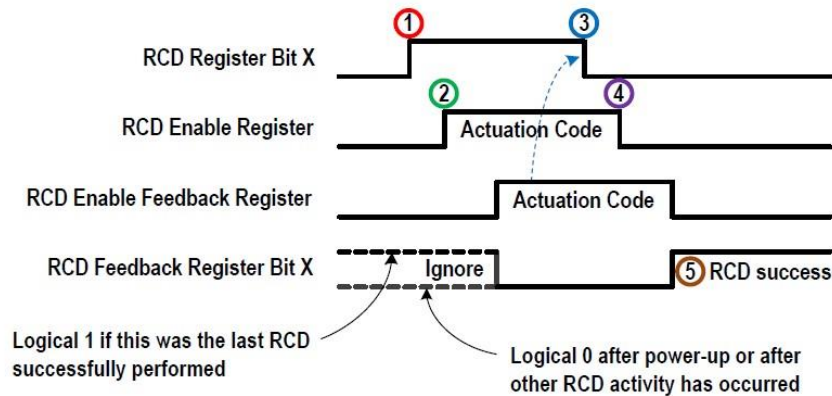 1
3
RCD Register Bit X
2
4
RCD Enable Register
Actuation Code
RCD Enable Feedback Register
Actuation Code
RCD Feedback Register Bit X
Ignore
5 RCD success
Logical 1 if this was the last RCD
successfully performed
Logical 0 after power-up or after
other RCD activity has occurred